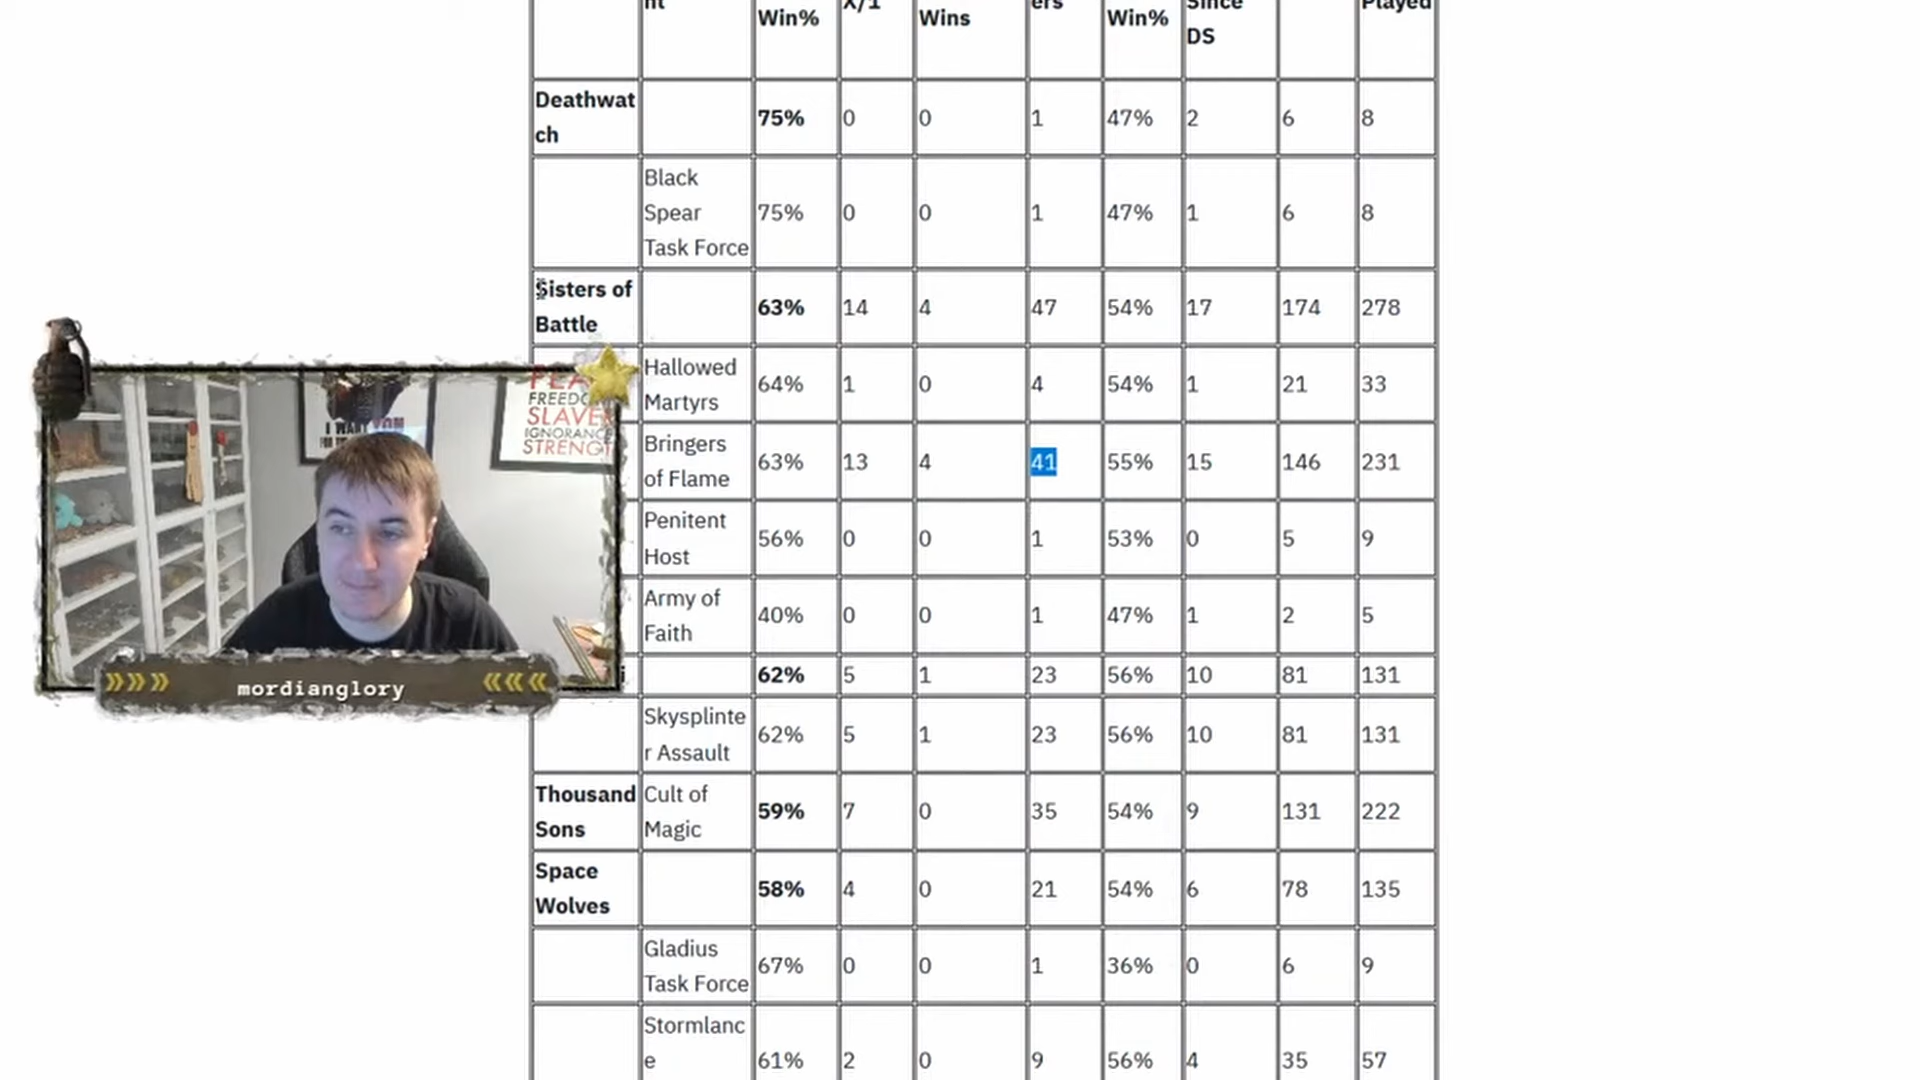 Win% Wins Win% Since Played
DS
Deathwat
ch
75% 0 0 1 47% 2 6 8
Black
Spear
Task Force
75% 0 0 1 47% 1 6 8
Sisters of
Battle
63% 14 4 47 54% 17 174 278
Hallowed
Martyrs
64% 1 0 4 54% 1 21 33
Bringers
of Flame
63% 13 4 41 55% 15 146 231
Penitent
Host
56% 0 0 1 53% 0 5 9
Army of
Faith
40% 0 0 1 47% 1 2 5
62% 5 1 23 56% 10 81 131
Skysplinte
r Assault
62% 5 1 23 56% 10 81 131
Thousand
Sons
Cult of
Magic
59% 7 0 35 54% 9 131 222
Space
Wolves
58% 4 0 21 54% 6 78 135
Gladius
Task Force
67% 0 0 1 36% 0 6 9
Stormlanc
e
61% 2 0 9 56% 4 35 57
I WANT YOU
SLAVER
IGNORANCE
STRENGT
»»» mordianglory «««